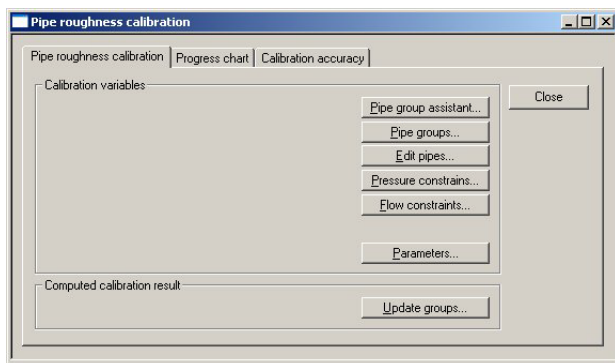 Pipe roughness calibration
Pipe roughness calibration
Progress chart
Calibration accuracy
Calibration variables
Pipe group assistant...
Pipe groups...
Edit pipes...
Pressure constrains...
Flow constraints...
Parameters...
Close
Computed calibration result
Update groups...